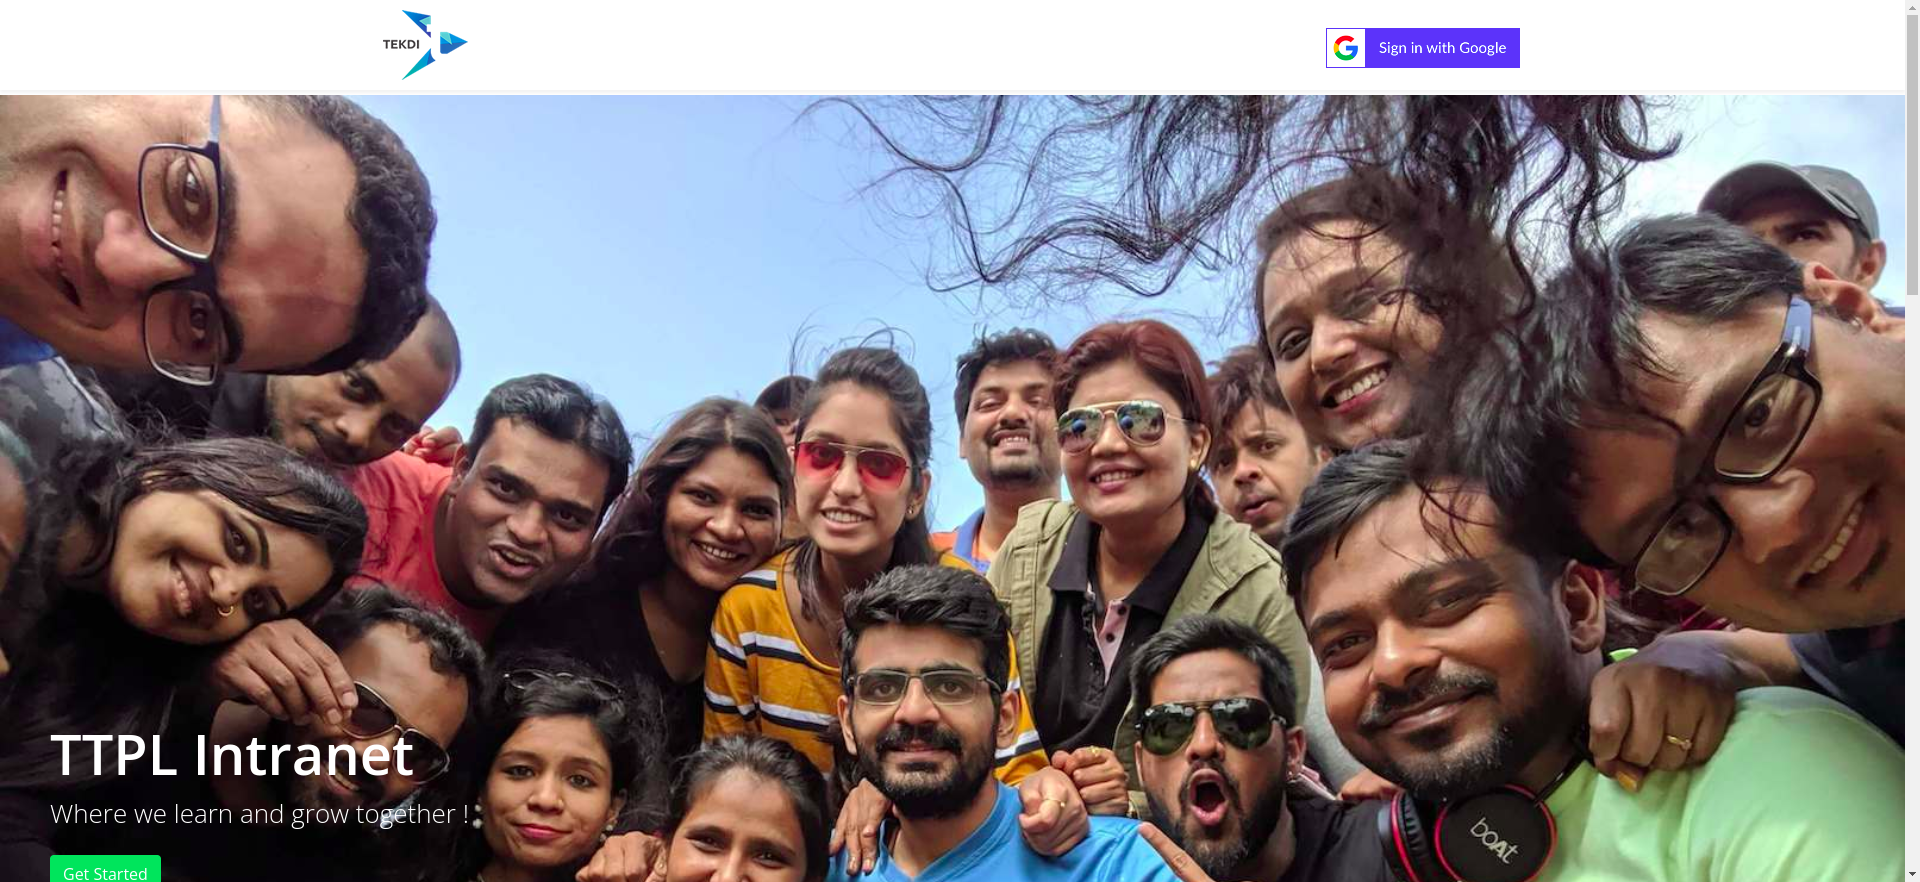 TEKDI
Sign in with Google
TTPL Intranet
Where we learn and grow together !
Get Started
boAt